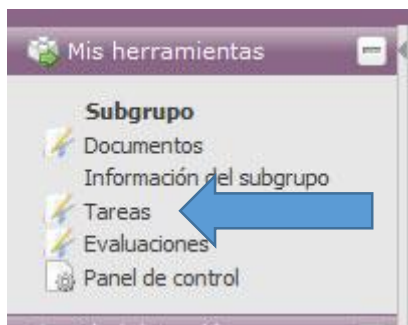 Mis herramientas
Subgrupo
Documentos
Información del subgrupo
Tareas
Evaluaciones
Panel de control